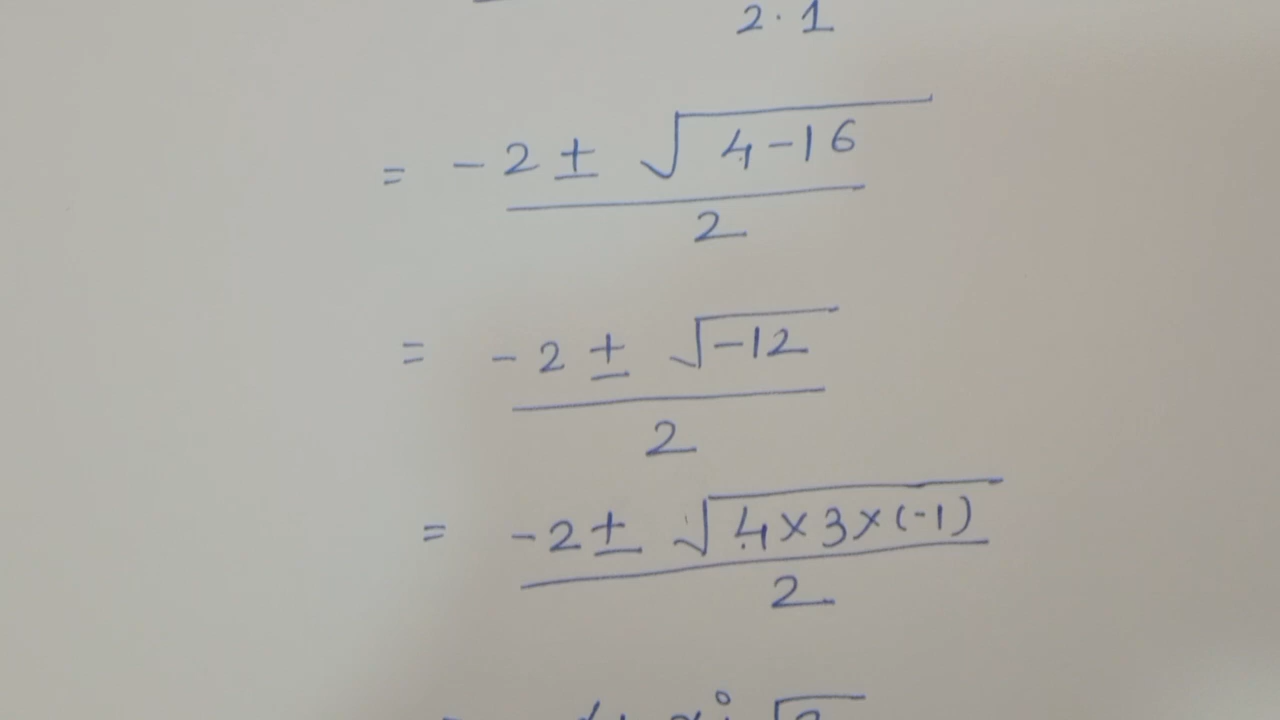 2 · 1
= -2 ± √4-16
2
= -2 ± √-12
2
= -2 ± √4×3×(-1)
2